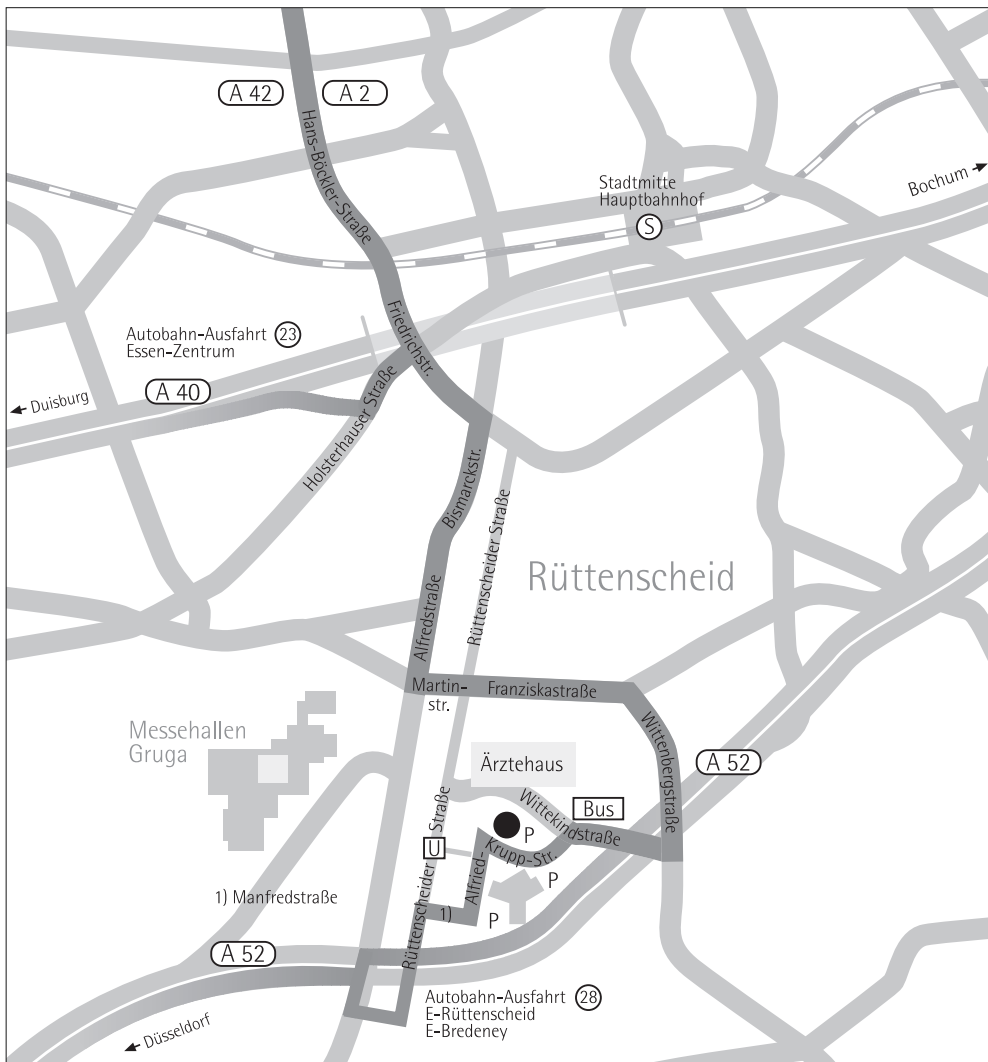 A 42
A 2
Hans-Böckler-Straße
Stadtmitte
Hauptbahnhof
S
Bochum
Autobahn-Ausfahrt 23
Essen-Zentrum
Friedrichstr.
A 40
Duisburg
Holsterhauser Straße
Bismarckstr.
Rüttenscheider Straße
Rüttenscheid
Alfredstraße
Martin-
str.
Franziskastraße
Wittenbergstraße
Messehallen
Gruga
A 52
Ärztehaus
Wittekindstraße
Bus
P
U
Rüttenscheider Straße
Alfried-
Krupp-Str.
P
1) Manfredstraße
1)
P
A 52
Autobahn-Ausfahrt 28
E-Rüttenscheid
E-Bredeney
Düsseldorf